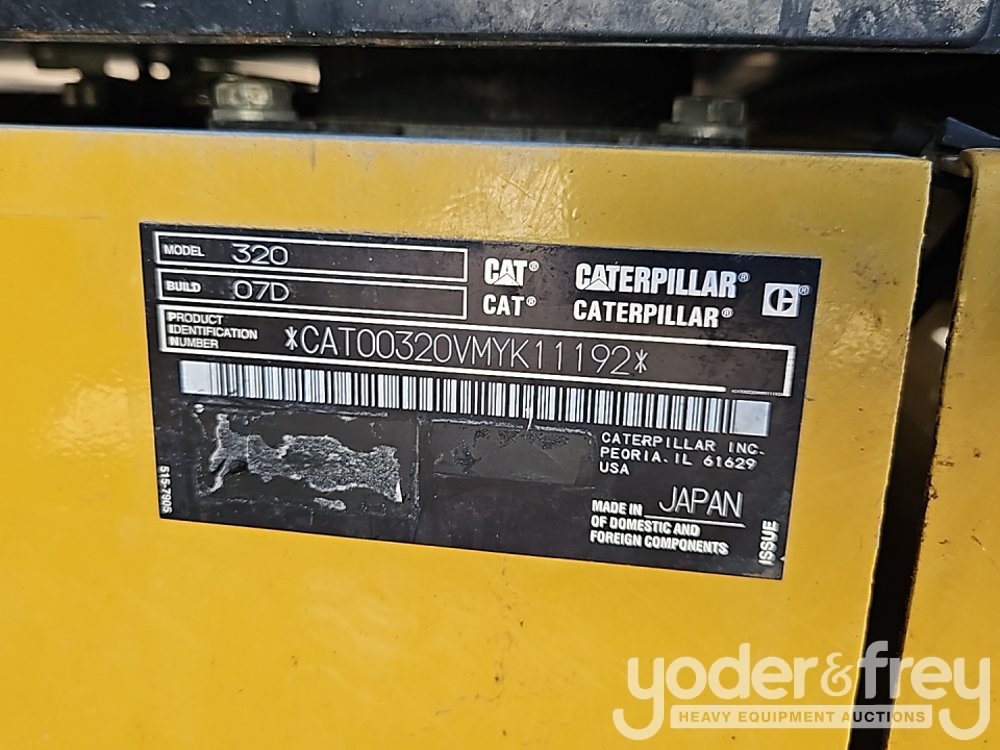 MODEL 320
BUILD 07D
CAT® CATERPILLAR®
CAT® CATERPILLAR®
C®
PRODUCT
IDENTIFICATION
NUMBER
*CAT00320VMYK11192*
CATERPILLAR INC.
PEORIA. IL 61629
USA
MADE IN JAPAN
OF DOMESTIC AND
FOREIGN COMPONENTS
515-7905
ISSUE
yoder&frey
HEAVY EQUIPMENT AUCTIONS